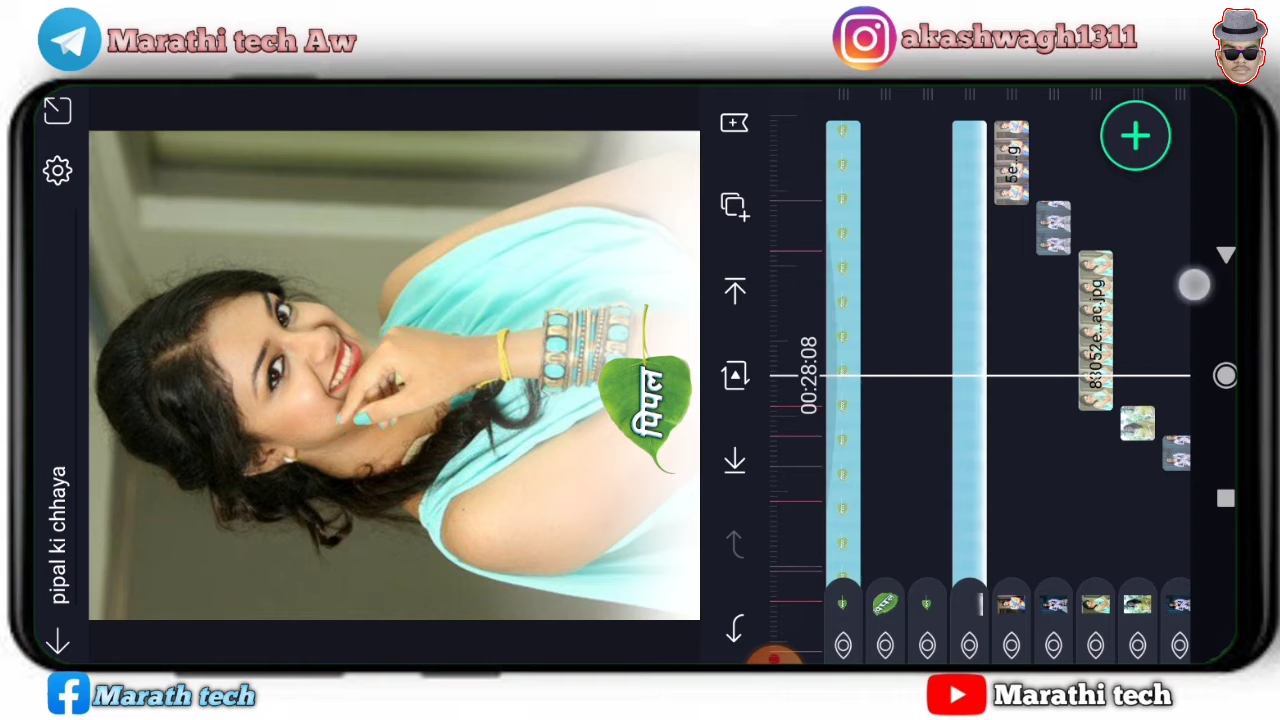 Marathi tech Aw
akashwagh1311
pipal ki chhaya
पिपल
00:28:08
5e...g
83052e...ac.jpg
Marath tech
Marathi tech